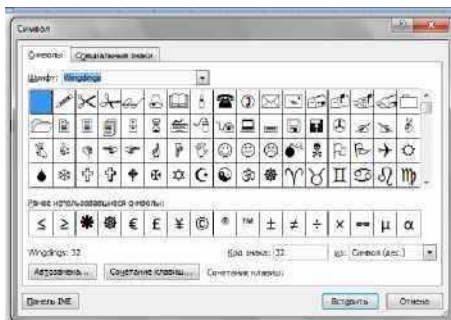 Символ
Символы Специальные знаки
Шрифт: Wingdings
Ранее использовавшиеся символы:
≤ ≥ € £ ¥ © ® ™ ± ≠ ÷ × ∞ µ α
Wingdings: 32 Код знака: 32 из: Символ (дес.)
Автозамена... Сочетание клавиш... Сочетание клавиш:
Панель IME Вставить Отмена